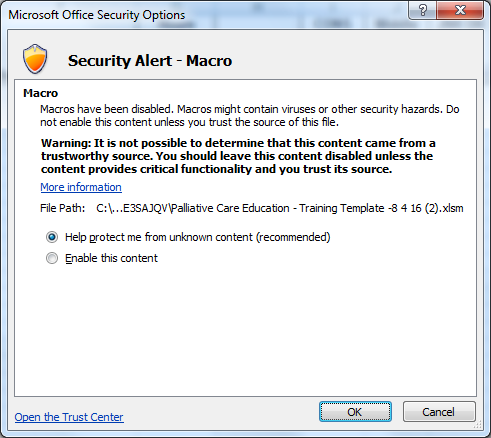 Microsoft Office Security Options
Security Alert - Macro
Macro
Macros have been disabled. Macros might contain viruses or other security hazards. Do
not enable this content unless you trust the source of this file.
Warning: It is not possible to determine that this content came from a
trustworthy source. You should leave this content disabled unless the
content provides critical functionality and you trust its source.
More information
File Path: C:\...E3SAJQV\Palliative Care Education - Training Template -8 4 16 (2).xlsm
Help protect me from unknown content (recommended)
Enable this content
Open the Trust Center
OK
Cancel